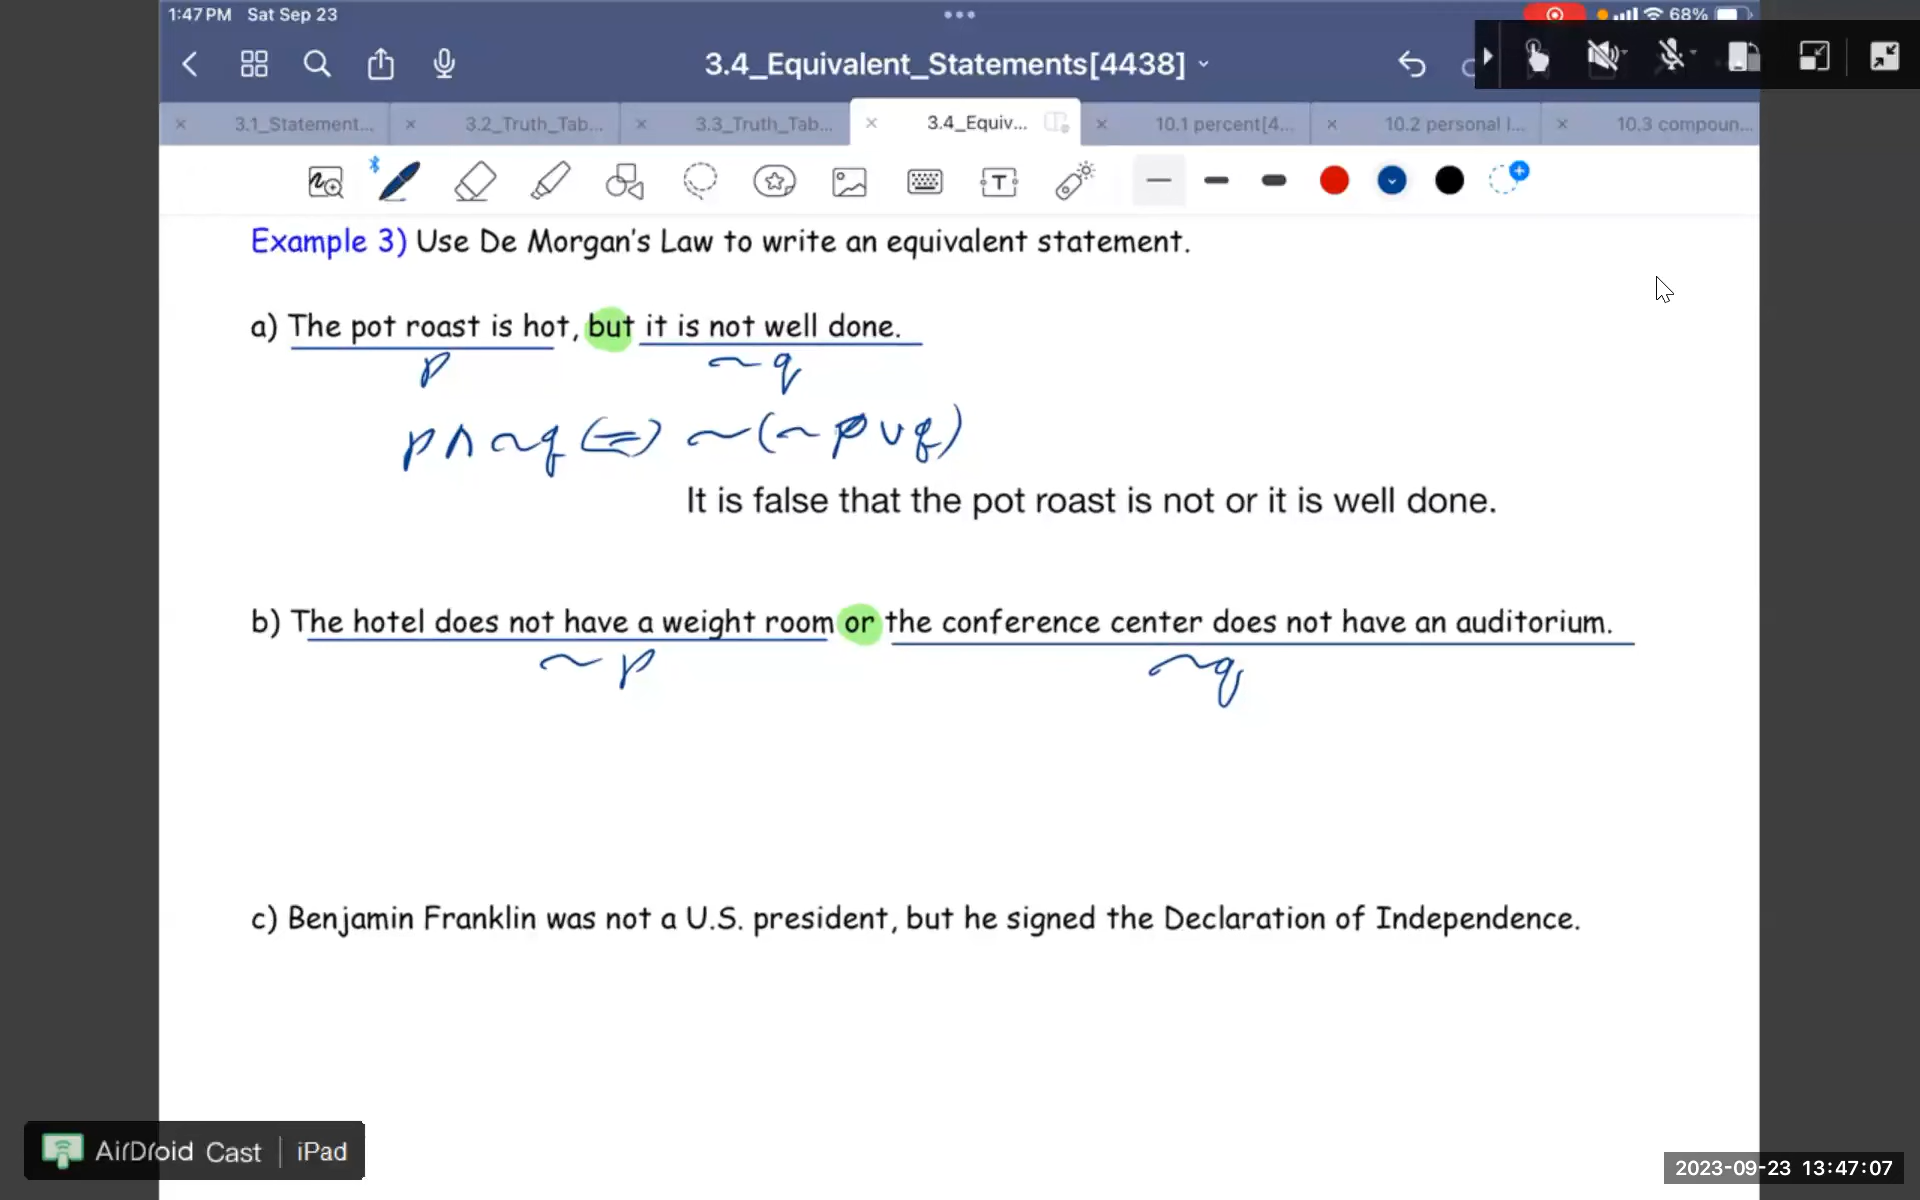 1:47 PM Sat Sep 23
68%
3.4_Equivalent_Statements[4438]
3.1_Statement... 3.2_Truth_Tab... 3.3_Truth_Tab... 3.4_Equiv... 10.1 percent[4... 10.2 personal l... 10.3 compoun...
Example 3) Use De Morgan's Law to write an equivalent statement.
a) The pot roast is hot, but it is not well done.
p ~q
p∧~q (=) ~(~p∨q)
It is false that the pot roast is not or it is well done.
b) The hotel does not have a weight room or the conference center does not have an auditorium.
~p ~q
c) Benjamin Franklin was not a U.S. president, but he signed the Declaration of Independence.
AirDroid Cast | iPad
2023-09-23 13:47:07